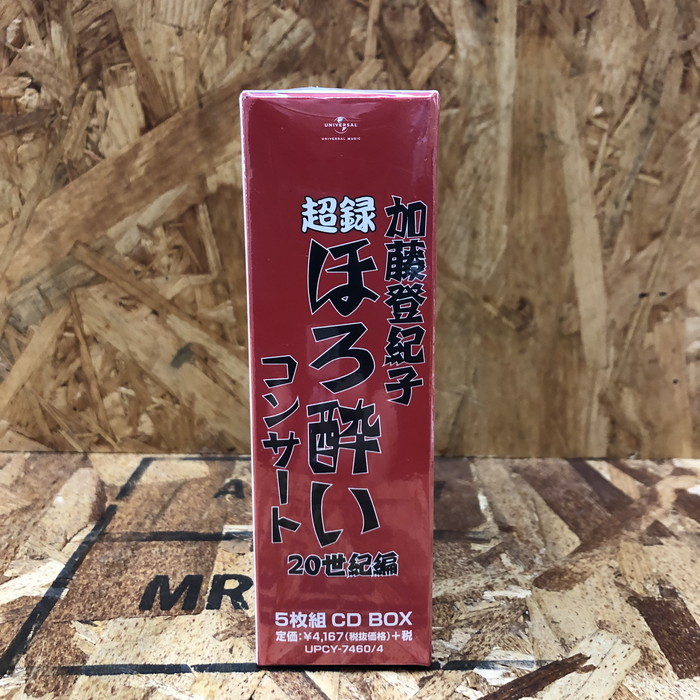 UNIVERSAL
UNIVERSAL MUSIC
加藤登紀子
超録
ほろ酔い
コンサート
20世紀編
5枚組 CD BOX
定価:¥4,167(税抜価格)+税
UPCY-7460/4
MR